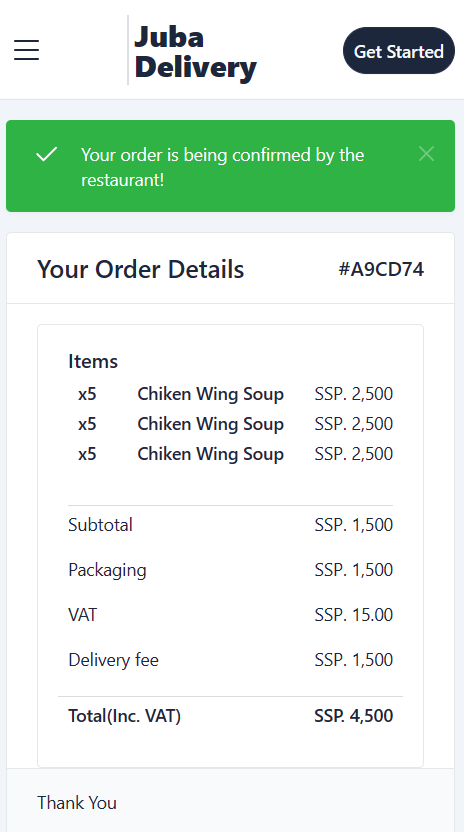 Juba
Delivery
Get Started
Your order is being confirmed by the
restaurant!
Your Order Details #A9CD74
Items
x5 Chiken Wing Soup SSP. 2,500
x5 Chiken Wing Soup SSP. 2,500
x5 Chiken Wing Soup SSP. 2,500
Subtotal SSP. 1,500
Packaging SSP. 1,500
VAT SSP. 15.00
Delivery fee SSP. 1,500
Total(Inc. VAT) SSP. 4,500
Thank You